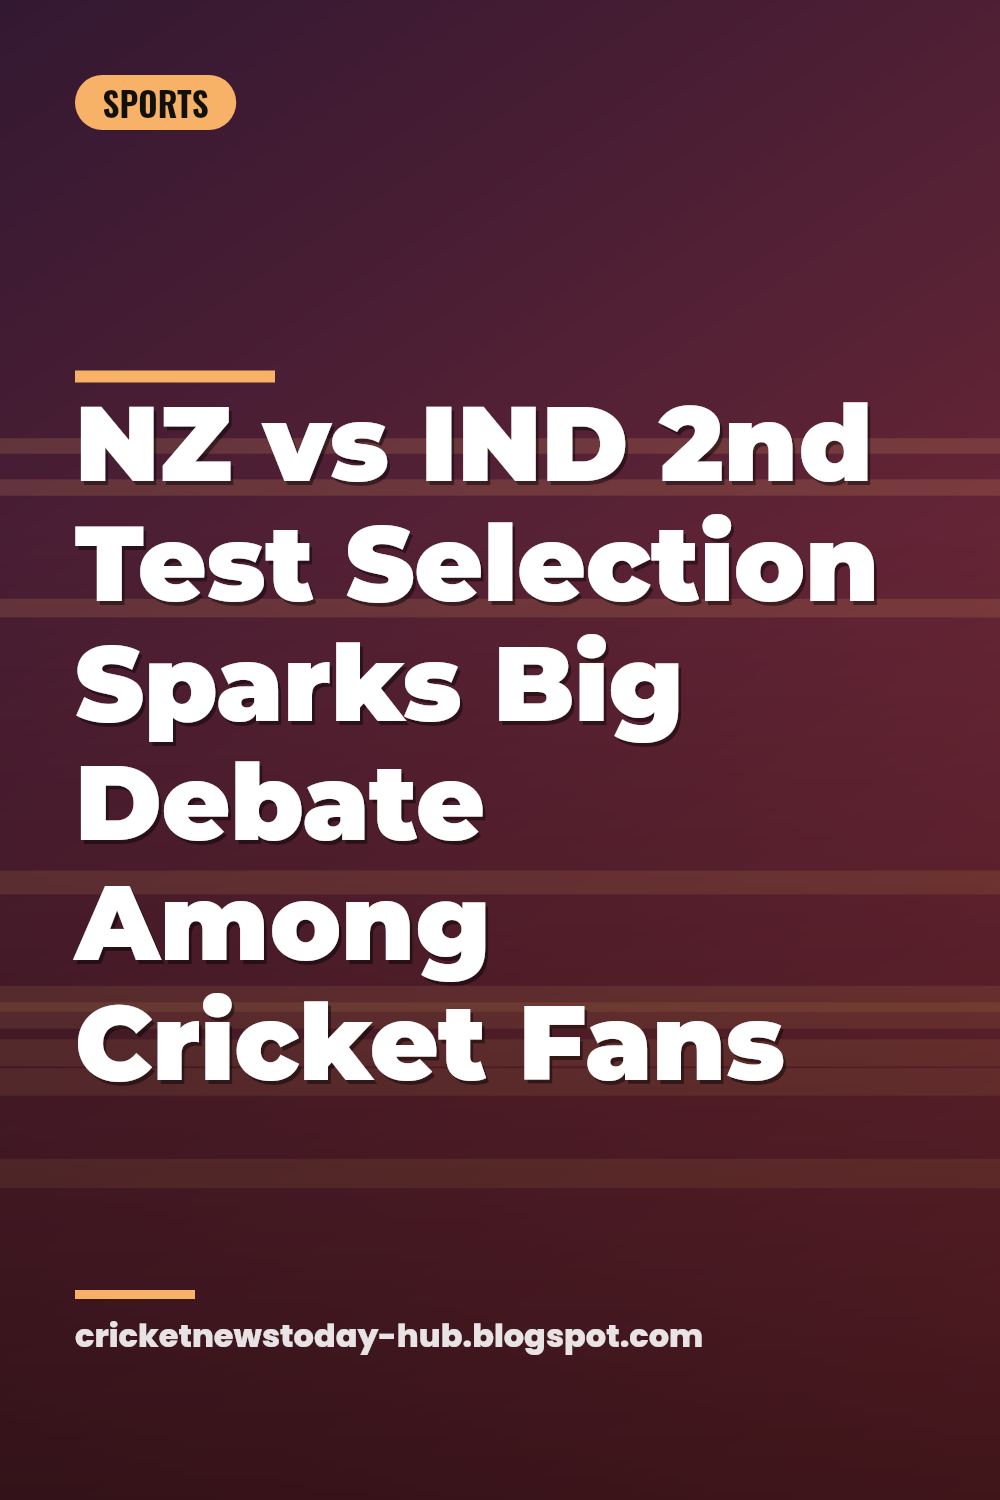 SPORTS
NZ vs IND 2nd
Test Selection
Sparks Big
Debate
Among
Cricket Fans
cricketnewstoday-hub.blogspot.com